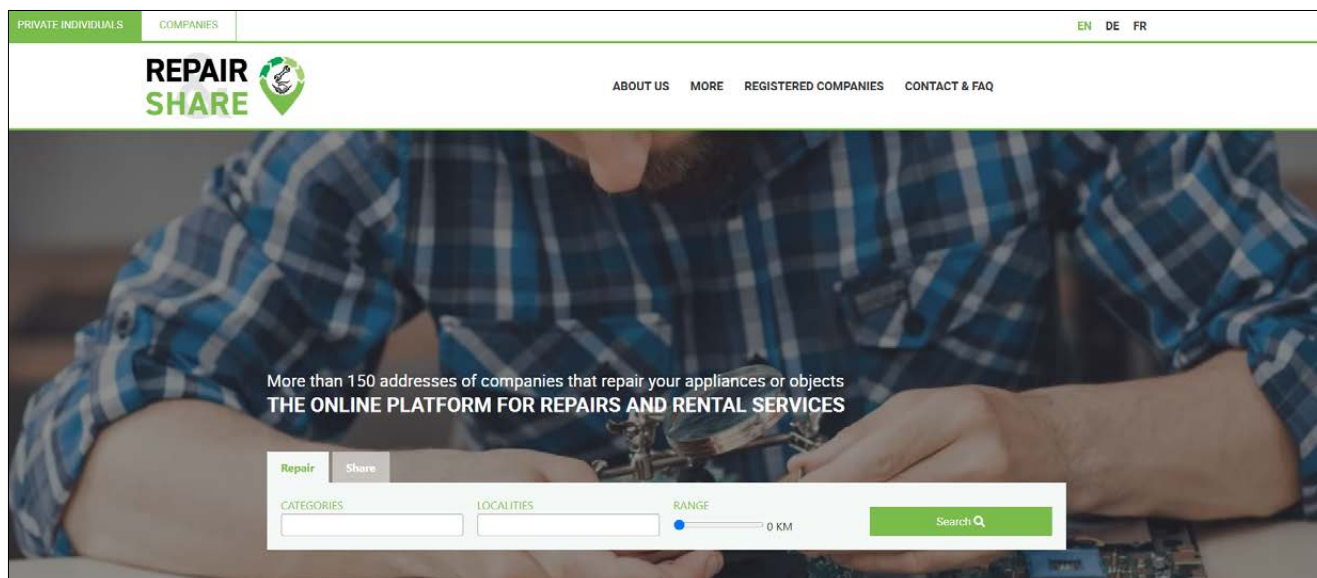 PRIVATE INDIVIDUALS COMPANIES EN DE FR
REPAIR
&
SHARE
ABOUT US MORE REGISTERED COMPANIES CONTACT & FAQ
More than 150 addresses of companies that repair your appliances or objects
THE ONLINE PLATFORM FOR REPAIRS AND RENTAL SERVICES
Repair Share
CATEGORIES LOCALITIES RANGE
0 KM
Search